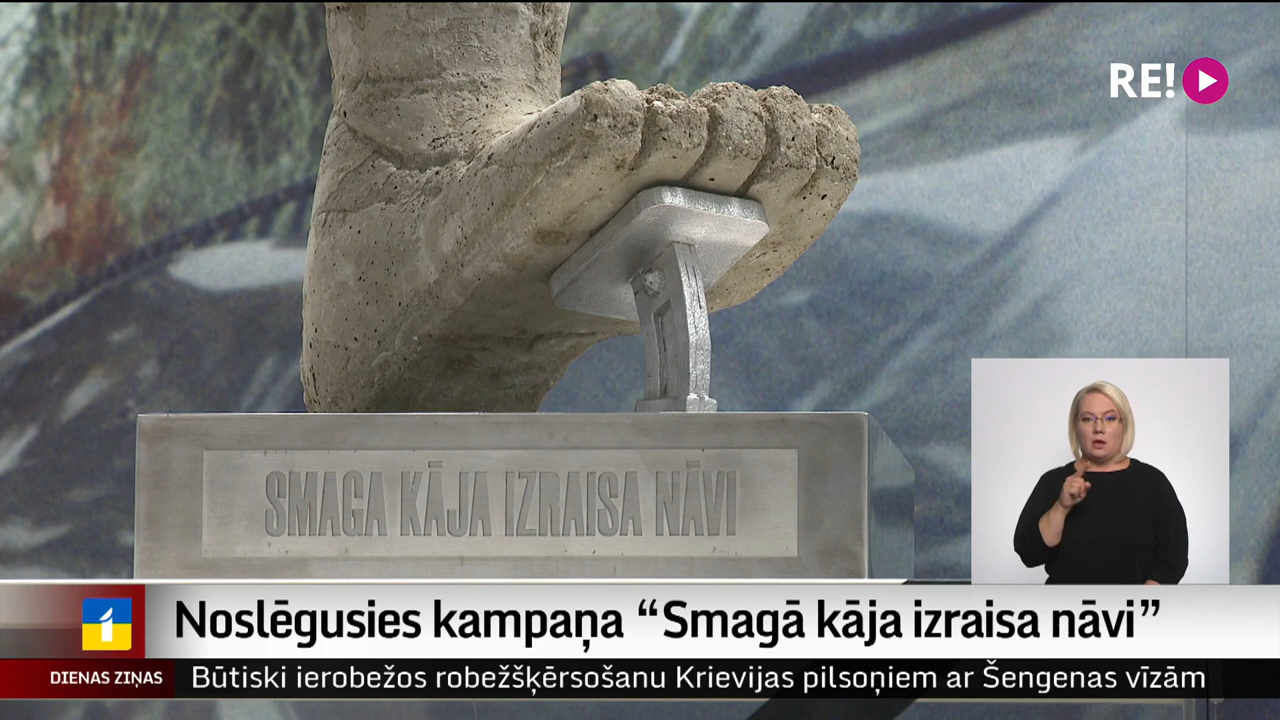 RE!
SMAGA KĀJA IZRAISA NĀVI
1
Noslēgusies kampaņa “Smagā kāja izraisa nāvi”
DIENAS ZIŅAS
Būtiski ierobežos robežšķērsošanu Krievijas pilsoņiem ar Šengenas vīzām